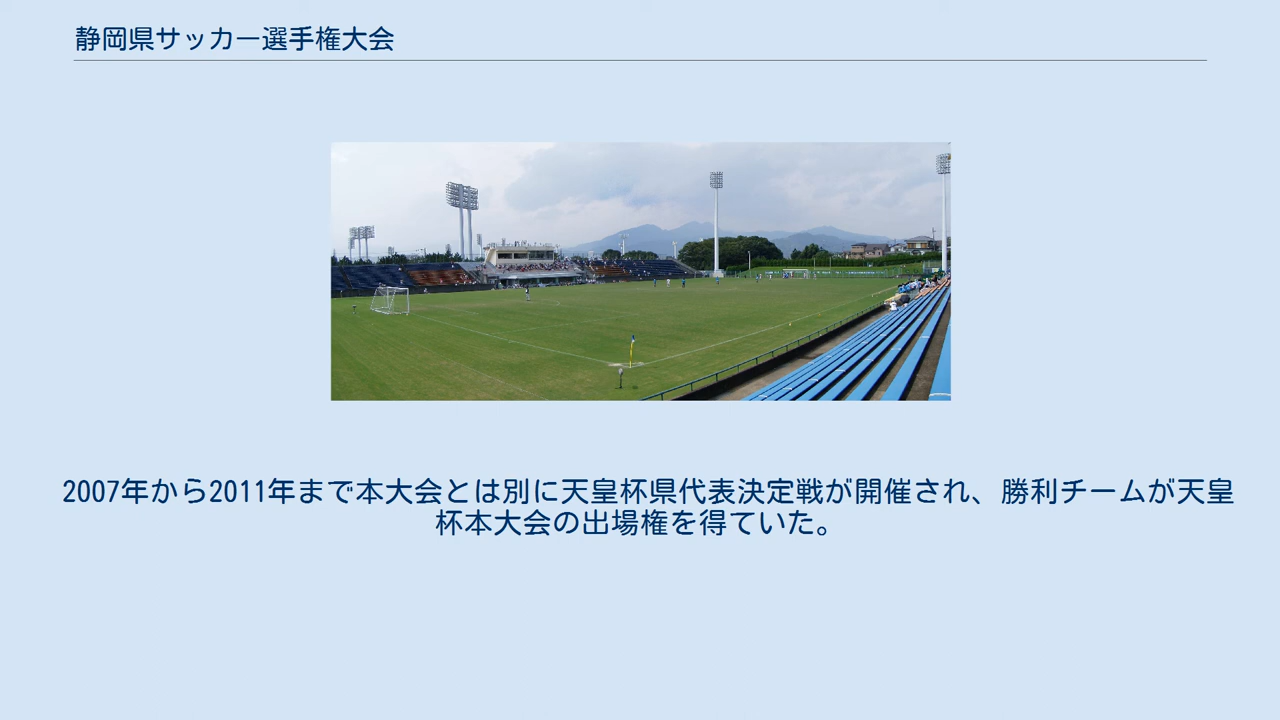 静岡県サッカー選手権大会
2007年から2011年まで本大会とは別に天皇杯県代表決定戦が開催され、勝利チームが天皇
杯本大会の出場権を得ていた。